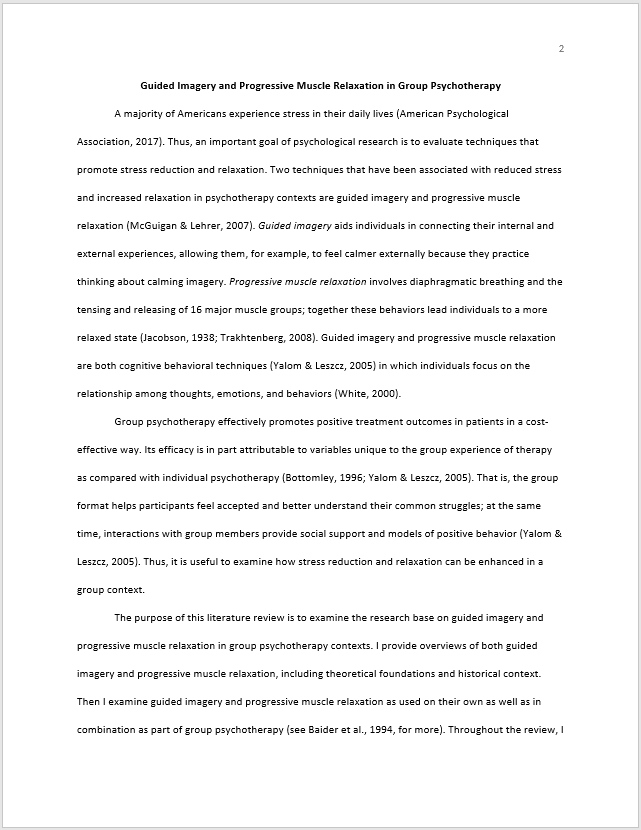 2
Guided Imagery and Progressive Muscle Relaxation in Group Psychotherapy
A majority of Americans experience stress in their daily lives (American Psychological
Association, 2017). Thus, an important goal of psychological research is to evaluate techniques that
promote stress reduction and relaxation. Two techniques that have been associated with reduced stress
and increased relaxation in psychotherapy contexts are guided imagery and progressive muscle
relaxation (McGuigan & Lehrer, 2007). Guided imagery aids individuals in connecting their internal and
external experiences, allowing them, for example, to feel calmer externally because they practice
thinking about calming imagery. Progressive muscle relaxation involves diaphragmatic breathing and the
tensing and releasing of 16 major muscle groups; together these behaviors lead individuals to a more
relaxed state (Jacobson, 1938; Trakhtenberg, 2008). Guided imagery and progressive muscle relaxation
are both cognitive behavioral techniques (Yalom & Leszcz, 2005) in which individuals focus on the
relationship among thoughts, emotions, and behaviors (White, 2000).
Group psychotherapy effectively promotes positive treatment outcomes in patients in a cost-
effective way. Its efficacy is in part attributable to variables unique to the group experience of therapy
as compared with individual psychotherapy (Bottomley, 1996; Yalom & Leszcz, 2005). That is, the group
format helps participants feel accepted and better understand their common struggles; at the same
time, interactions with group members provide social support and models of positive behavior (Yalom &
Leszcz, 2005). Thus, it is useful to examine how stress reduction and relaxation can be enhanced in a
group context.
The purpose of this literature review is to examine the research base on guided imagery and
progressive muscle relaxation in group psychotherapy contexts. I provide overviews of both guided
imagery and progressive muscle relaxation, including theoretical foundations and historical context.
Then I examine guided imagery and progressive muscle relaxation as used on their own as well as in
combination as part of group psychotherapy (see Baider et al., 1994, for more). Throughout the review, I